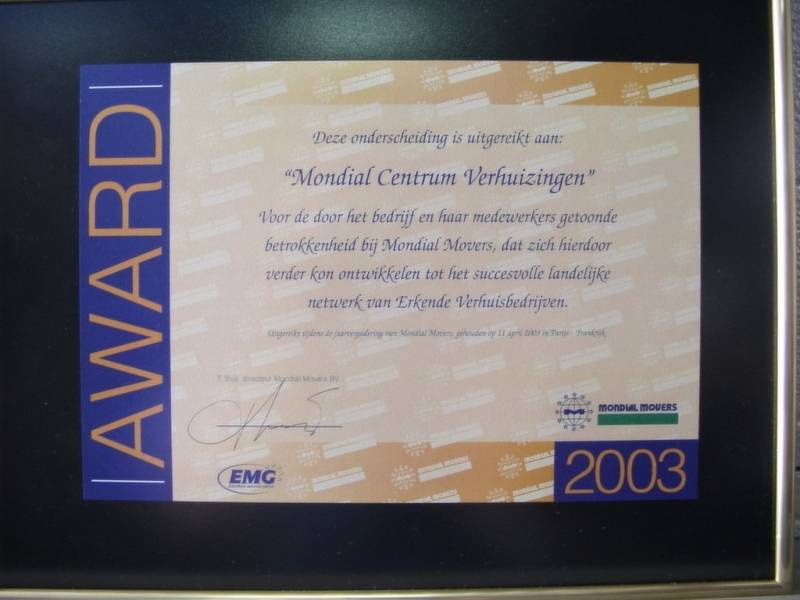 AWARD
Deze onderscheiding is uitgereikt aan:
"Mondial Centrum Verhuizingen"
Voor de door het bedrijf en haar medewerkers getoonde
betrokkenheid bij Mondial Movers, dat zich hierdoor
verder kon ontwikkelen tot het succesvolle landelijke
netwerk van Erkende Verhuisbedrijven.
Uitgereikt tijdens de jaarvergadering van Mondial Movers, gehouden op 11 april 2003 in Parijs - Frankrijk.
directeur Mondial Movers BV
MONDIAL MOVERS
EMG
2003